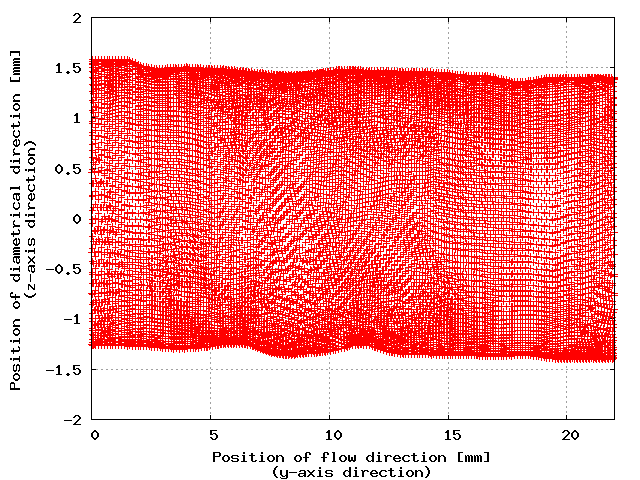 Position of diametrical direction [mm]
(z-axis direction)
2
1.5
1
0.5
0
-0.5
-1
-1.5
-2
0 5 10 15 20
Position of flow direction [mm]
(y-axis direction)